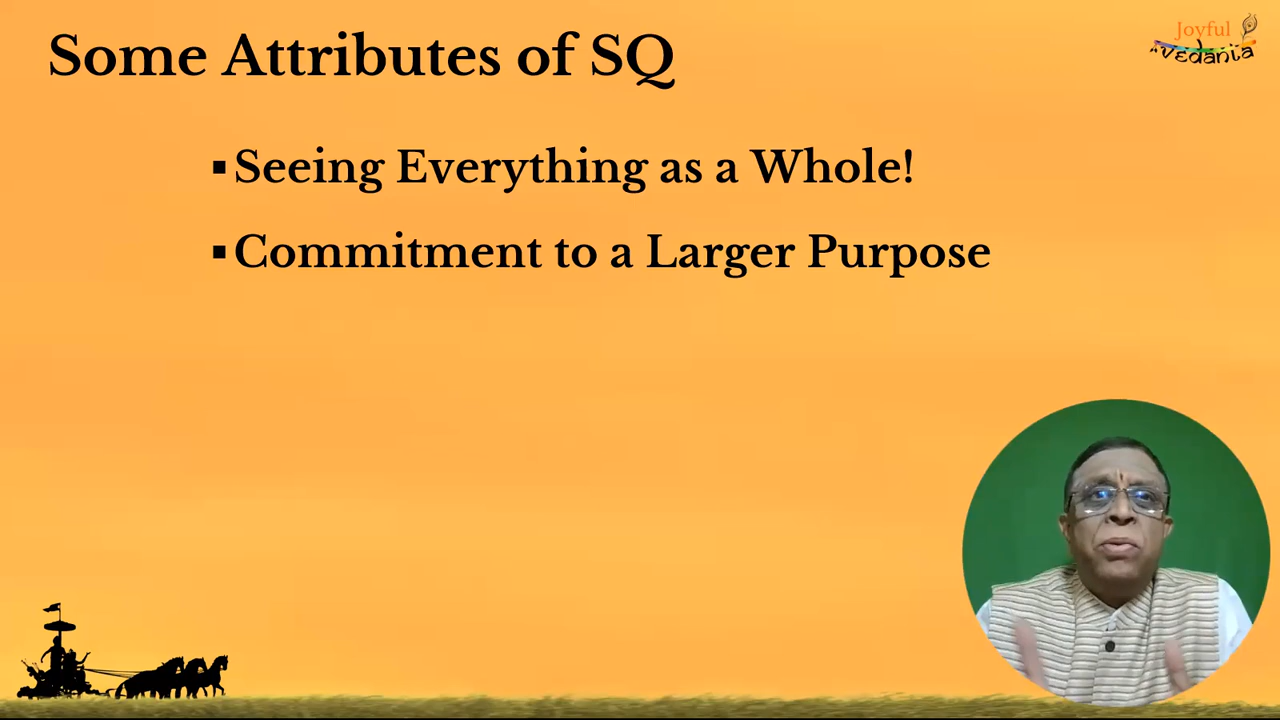 Some Attributes of SQ
Joyful
Vedanta
▪ Seeing Everything as a Whole!
▪ Commitment to a Larger Purpose